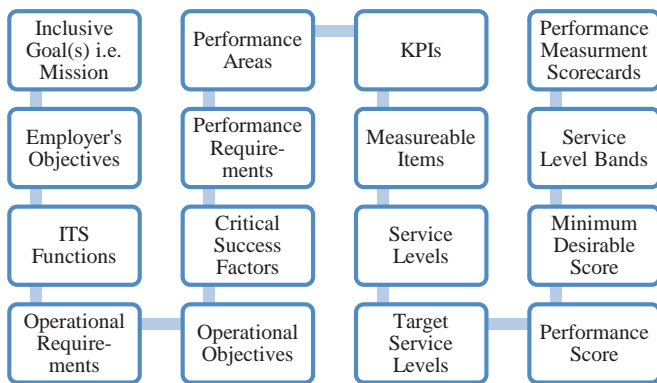 Inclusive
Goal(s) i.e.
Mission
Employer's
Objectives
ITS
Functions
Operational
Require-
ments
Operational
Objectives
Critical
Success
Factors
Performance
Require-
ments
Performance
Areas
KPIs
Measureable
Items
Service
Levels
Target
Service
Levels
Performance
Score
Minimum
Desirable
Score
Service
Level Bands
Performance
Measurment
Scorecards